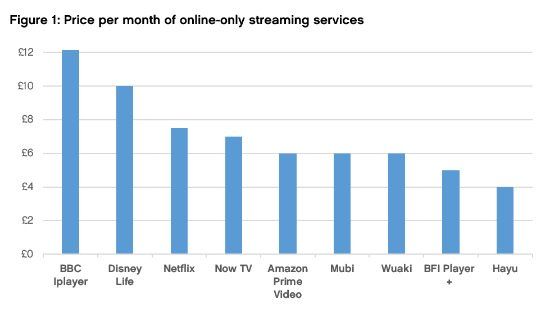 Figure 1: Price per month of online-only streaming services
£12
£10
£8
£6
£4
£2
£0
BBC Iplayer
Disney Life
Netflix
Now TV
Amazon Prime Video
Mubi
Wuaki
BFI Player +
Hayu